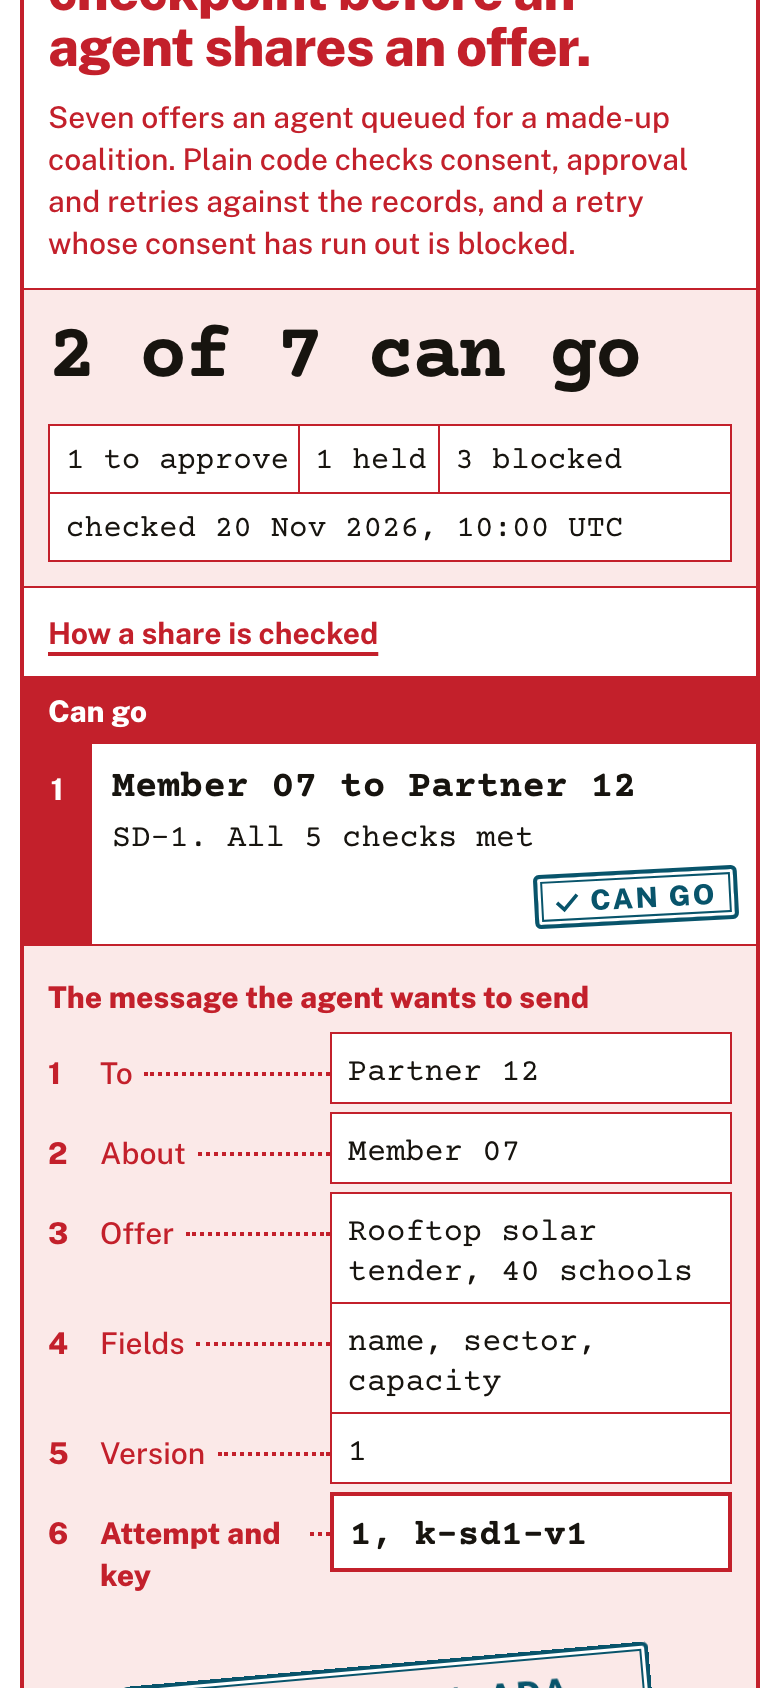 checkpoint before an
agent shares an offer.
Seven offers an agent queued for a made-up
coalition. Plain code checks consent, approval
and retries against the records, and a retry
whose consent has run out is blocked.
2 of 7 can go
1 to approve 1 held 3 blocked
checked 20 Nov 2026, 10:00 UTC
How a share is checked
Can go
1 Member 07 to Partner 12
SD-1. All 5 checks met
✓ CAN GO
The message the agent wants to send
1 To Partner 12
2 About Member 07
3 Offer Rooftop solar
tender, 40 schools
4 Fields name, sector,
capacity
5 Version 1
6 Attempt and 1, k-sd1-v1
key